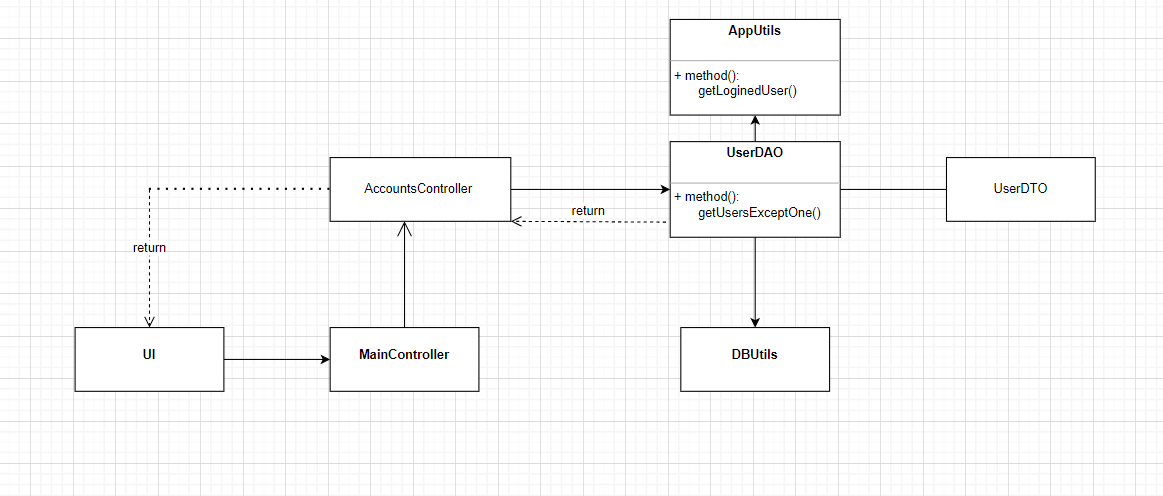 AppUtils
+ method():
getLoginedUser()
UserDAO
+ method():
getUsersExceptOne()
AccountsController
UserDTO
return
return
UI
MainController
DBUtils